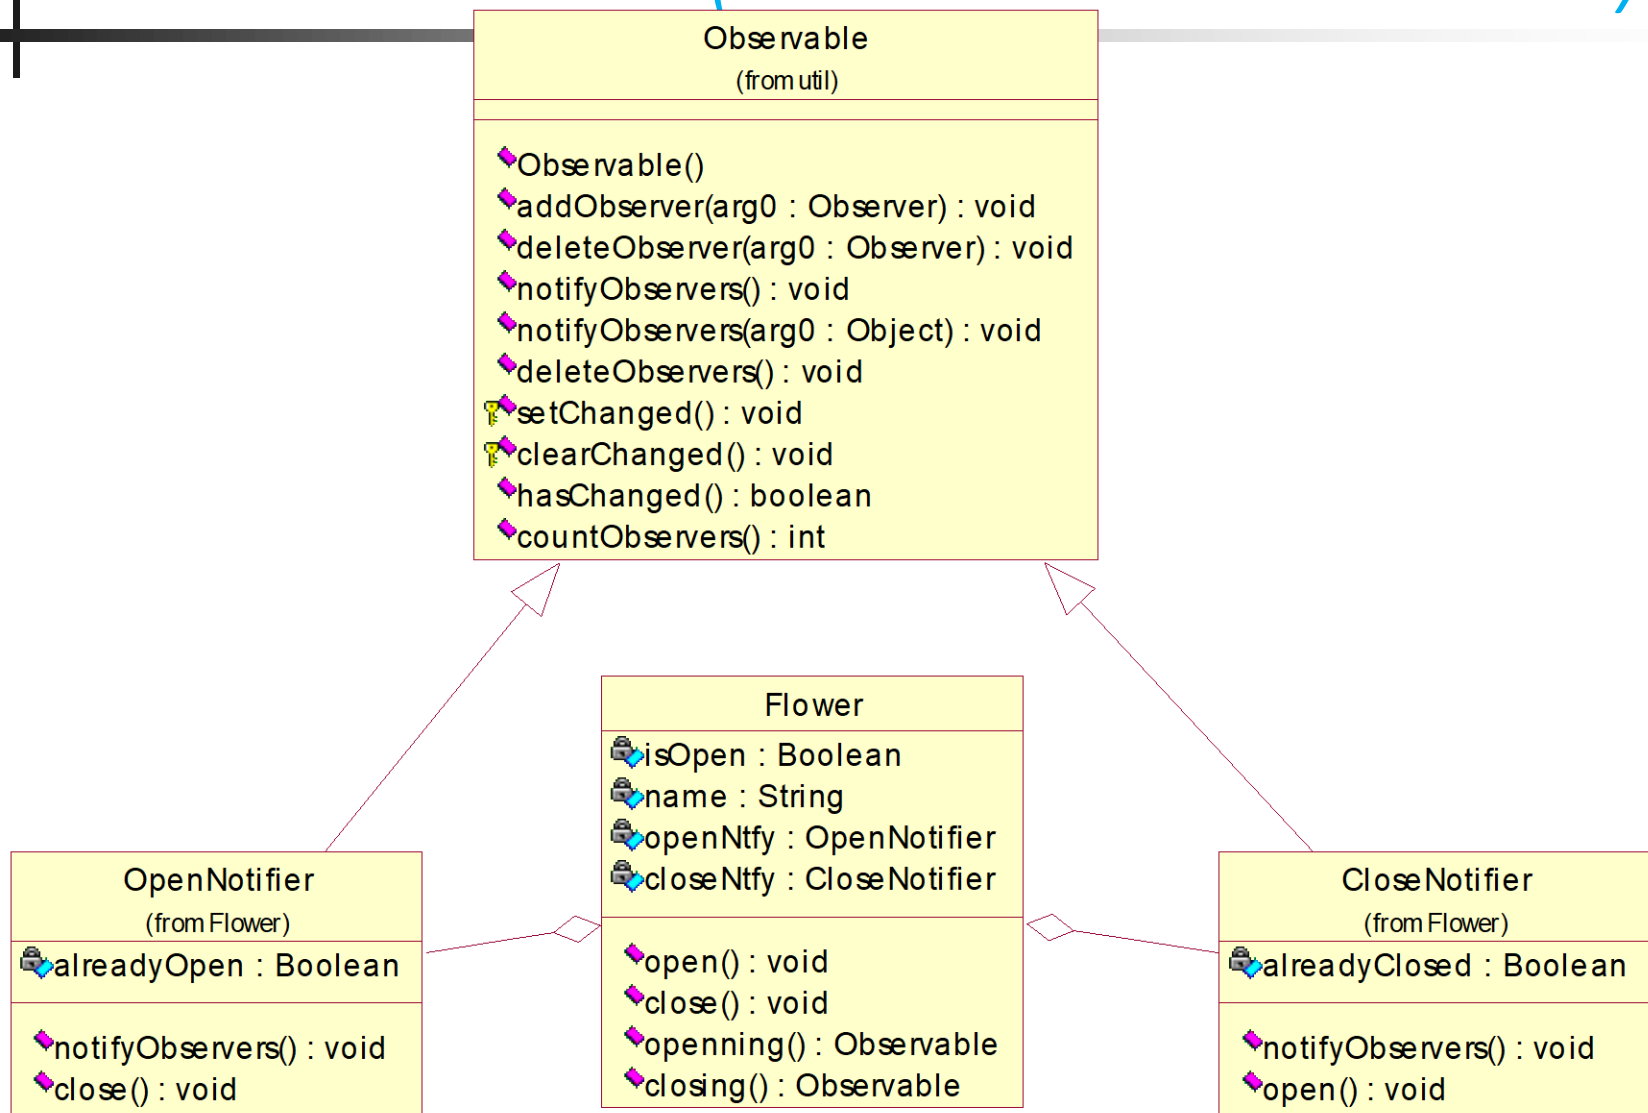 Observable
(from util)
Observable()
addObserver(arg0 : Observer) : void
deleteObserver(arg0 : Observer) : void
notifyObservers() : void
notifyObservers(arg0 : Object) : void
deleteObservers() : void
setChanged() : void
clearChanged() : void
hasChanged() : boolean
countObservers() : int
Flower
isOpen : Boolean
name : String
openNtfy : OpenNotifier
closeNtfy : CloseNotifier
open() : void
close() : void
openning() : Observable
closing() : Observable
OpenNotifier
(from Flower)
alreadyOpen : Boolean
notifyObservers() : void
close() : void
CloseNotifier
(from Flower)
alreadyClosed : Boolean
notifyObservers() : void
open() : void